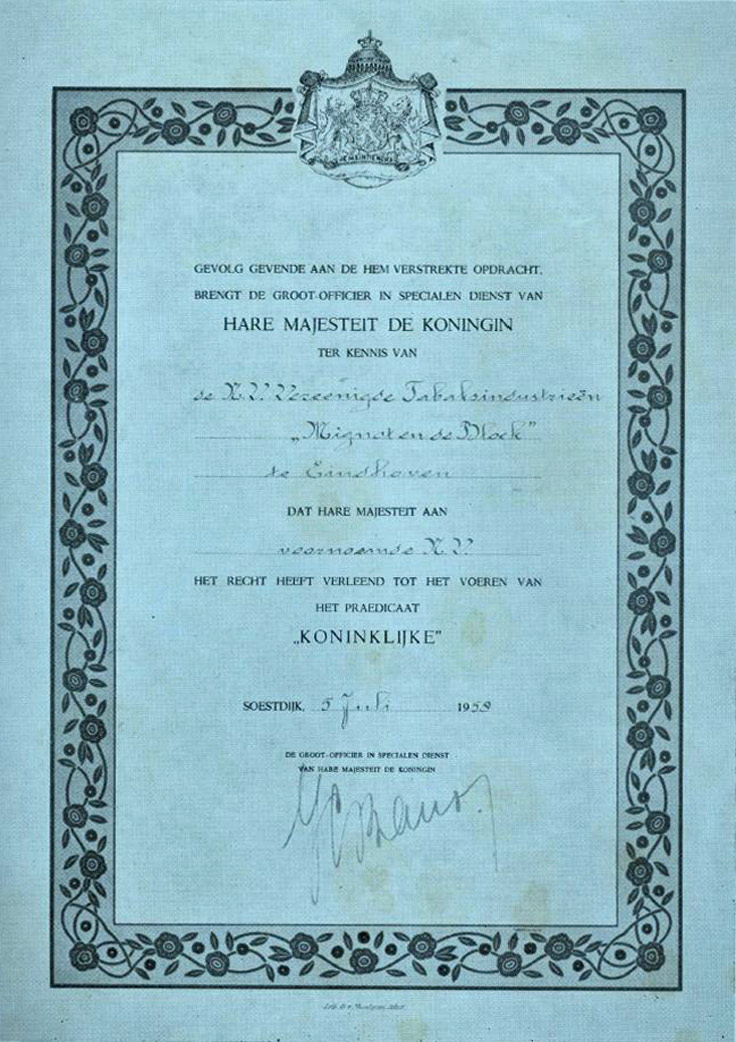 JE MAINTIENDRAI
GEVOLG GEVENDE AAN DE HEM VERSTREKTE OPDRACHT,
BRENGT DE GROOT-OFFICIER IN SPECIALEN DIENST VAN
HARE MAJESTEIT DE KONINGIN
TER KENNIS VAN
de N.V. Vereenigde Tabaksindustrieën
„Mignot en de Block”
te Eindhoven
DAT HARE MAJESTEIT AAN
voornoemde N.V.
HET RECHT HEEFT VERLEEND TOT HET VOEREN VAN
HET PRAEDICAAT
„KONINKLIJKE”
SOESTDIJK, 5 Juli 1959
DE GROOT-OFFICIER IN SPECIALEN DIENST
VAN HARE MAJESTEIT DE KONINGIN